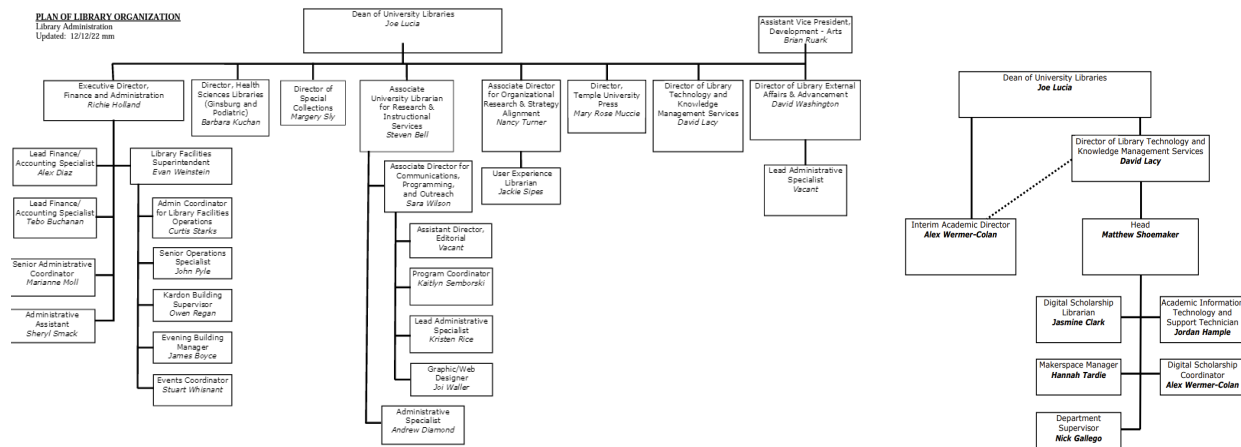 PLAN OF LIBRARY ORGANIZATION
Library Administration
Updated: 12/12/22 mm
Dean of University Libraries
Joe Lucia
Assistant Vice President,
Development - Arts
Brian Ruark
Executive Director,
Finance and Administration
Richie Holland
Director, Health
Sciences Libraries
(Ginsburg and
Podiatric)
Barbara Kuchan
Director of
Special
Collections
Margery Sly
Associate
University Librarian
for Research &
Instructional
Services
Steven Bell
Associate Director
for Organizational
Research & Strategy
Alignment
Nancy Turner
Director,
Temple University
Press
Mary Rose Muccie
Director of Library
Technology and
Knowledge
Management Services
David Lacy
Director of Library External
Affairs & Advancement
David Washington
Lead Finance/
Accounting Specialist
Alex Diaz
Library Facilities
Superintendent
Evan Weinstein
Lead Finance/
Accounting Specialist
Tebo Buchanan
Admin Coordinator
for Library Facilities
Operations
Curtis Starks
Senior Administrative
Coordinator
Marianne Moll
Senior Operations
Specialist
John Pyle
Administrative
Assistant
Sheryl Smack
Kardon Building
Supervisor
Owen Regan
Evening Building
Manager
James Boyce
Events Coordinator
Stuart Whisnant
Associate Director for
Communications,
Programming,
and Outreach
Sara Wilson
Assistant Director,
Editorial
Vacant
Program Coordinator
Kaitlyn Semborski
Lead Administrative
Specialist
Kristen Rice
Graphic/Web
Designer
Joi Waller
Administrative
Specialist
Andrew Diamond
User Experience
Librarian
Jackie Sipes
Lead Administrative
Specialist
Vacant
Dean of University Libraries
Joe Lucia
Director of Library Technology and
Knowledge Management Services
David Lacy
Interim Academic Director
Alex Wermer-Colan
Head
Matthew Shoemaker
Digital Scholarship
Librarian
Jasmine Clark
Academic Information
Technology and
Support Technician
Jordan Hample
Makerspace Manager
Hannah Tardie
Digital Scholarship
Coordinator
Alex Wermer-Colan
Department
Supervisor
Nick Gallego